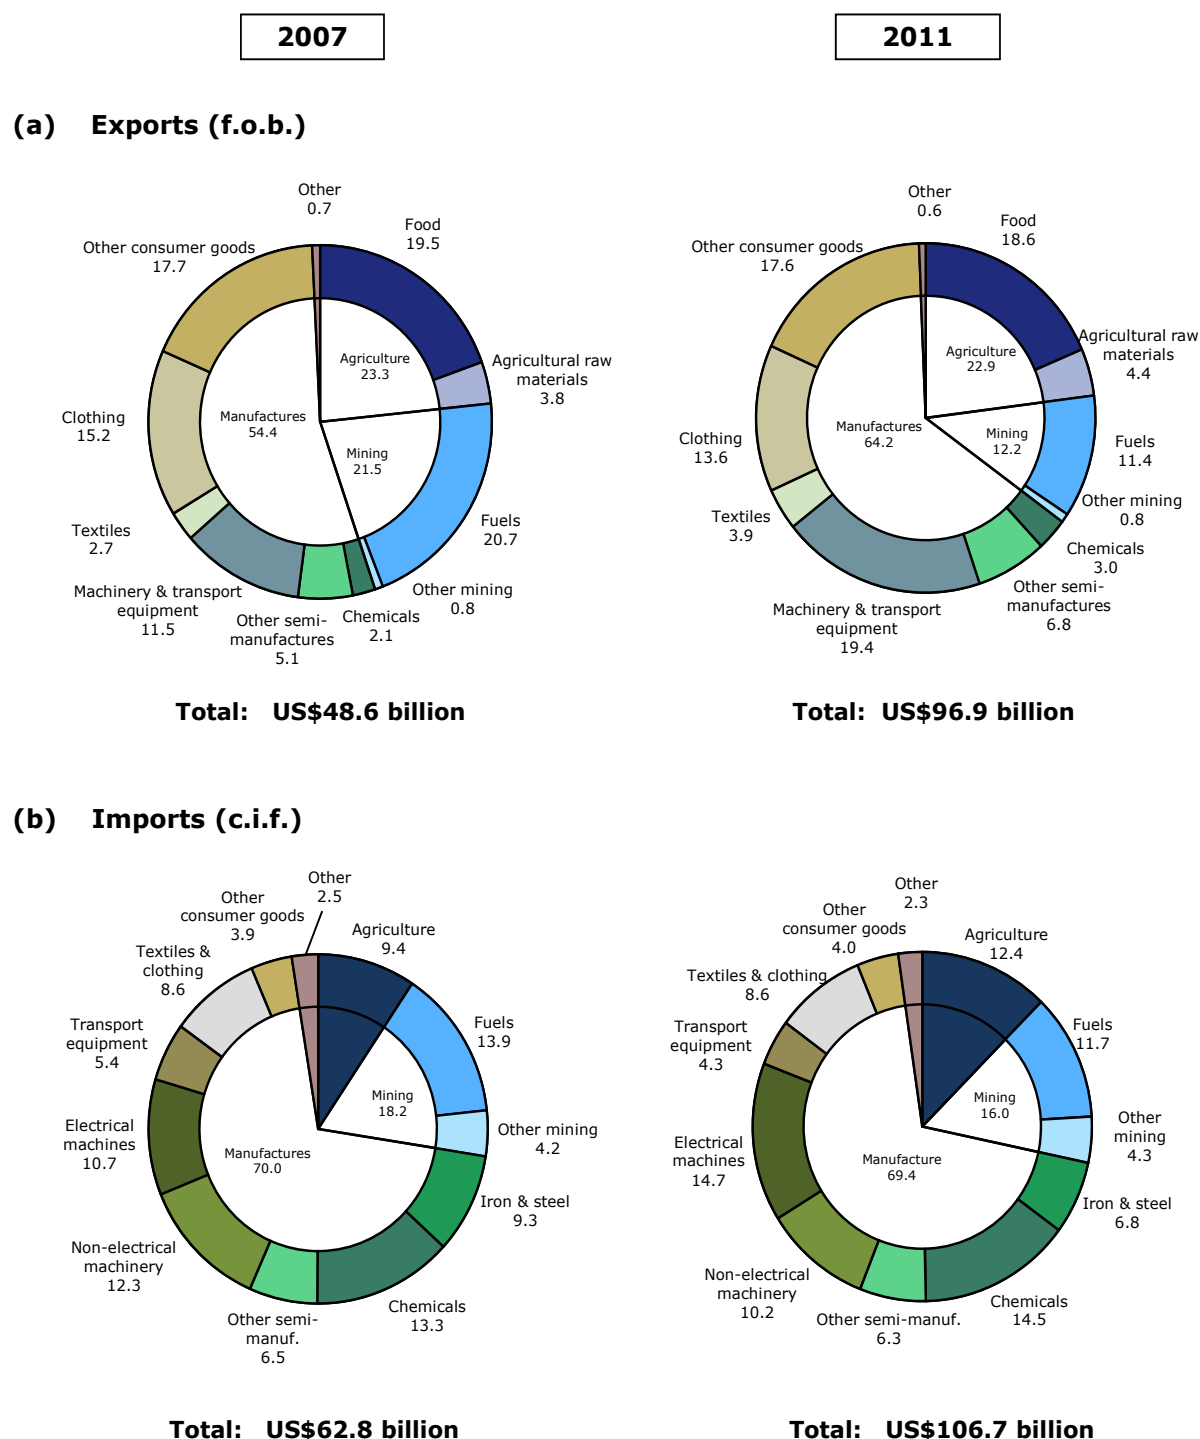 2007
2011
(a) Exports (f.o.b.)
Other
0.7
Food
19.5
Other consumer goods
17.7
Agriculture
23.3
Agricultural raw
materials
3.8
Clothing
15.2
Manufactures
54.4
Mining
21.5
Textiles
2.7
Fuels
20.7
Machinery & transport
equipment
11.5
Other semi-
manufactures
5.1
Chemicals
2.1
Other mining
0.8
Total: US$48.6 billion
Other
0.6
Food
18.6
Other consumer goods
17.6
Agriculture
22.9
Agricultural raw
materials
4.4
Clothing
13.6
Manufactures
64.2
Mining
12.2
Fuels
11.4
Textiles
3.9
Other mining
0.8
Chemicals
3.0
Other semi-
manufactures
6.8
Machinery & transport
equipment
19.4
Total: US$96.9 billion
(b) Imports (c.i.f.)
Other
2.5
Other
consumer goods
3.9
Agriculture
9.4
Textiles &
clothing
8.6
Transport
equipment
5.4
Fuels
13.9
Mining
18.2
Electrical
machines
10.7
Manufactures
70.0
Other mining
4.2
Iron & steel
9.3
Non-electrical
machinery
12.3
Other semi-
manuf.
6.5
Chemicals
13.3
Total: US$62.8 billion
Other
2.3
Other
consumer goods
4.0
Agriculture
12.4
Textiles & clothing
8.6
Transport
equipment
4.3
Fuels
11.7
Mining
16.0
Other
mining
4.3
Electrical
machines
14.7
Manufacture
69.4
Iron & steel
6.8
Non-electrical
machinery
10.2
Other semi-manuf.
6.3
Chemicals
14.5
Total: US$106.7 billion